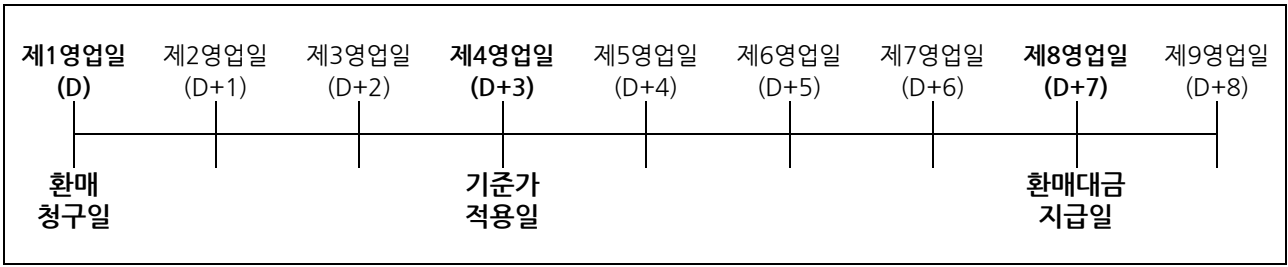 제1영업일 제2영업일 제3영업일 제4영업일 제5영업일 제6영업일 제7영업일 제8영업일 제9영업일
(D) (D+1) (D+2) (D+3) (D+4) (D+5) (D+6) (D+7) (D+8)
환매 기준가 환매대금
청구일 적용일 지급일